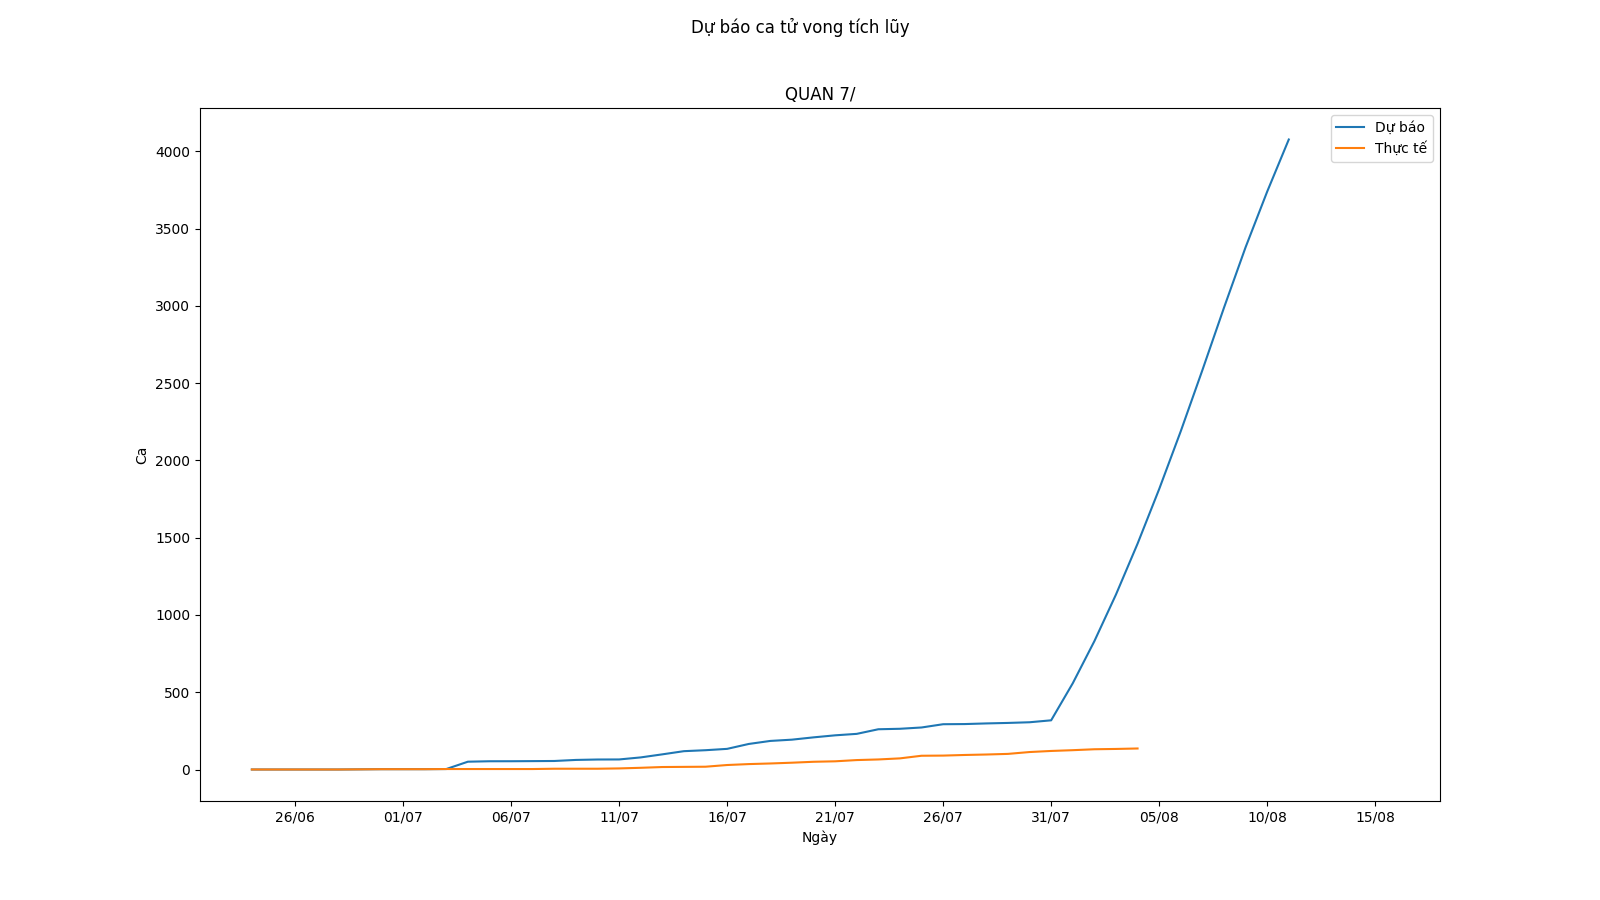 Dự báo ca tử vong tích lũy
QUAN 7/
Dự báo
Thực tế
4000
3500
3000
2500
2000
1500
1000
500
0
Ca
26/06 01/07 06/07 11/07 16/07 21/07 26/07 31/07 05/08 10/08 15/08
Ngày